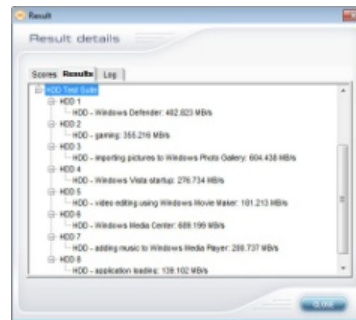 Result
Result details
Scores Results Log
HDD Test Suite
HDD 1
HDD - Windows Defender: 402.823 MB/s
HDD 2
HDD - gaming: 355.216 MB/s
HDD 3
HDD - importing pictures to Windows Photo Gallery: 604.438 MB/s
HDD 4
HDD - Windows Vista startup: 276.734 MB/s
HDD 5
HDD - video editing using Windows Movie Maker: 181.213 MB/s
HDD 6
HDD - Windows Media Center: 689.199 MB/s
HDD 7
HDD - adding music to Windows Media Player: 200.737 MB/s
HDD 8
HDD - application loading: 139.102 MB/s
CLOSE